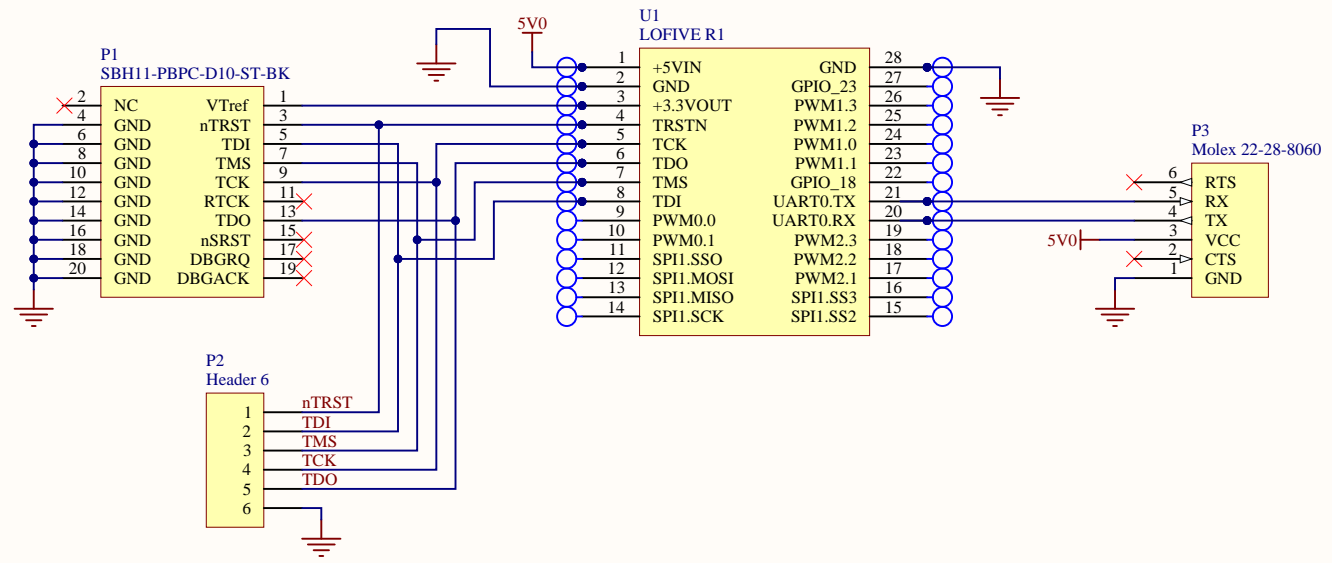 P1
SBH11-PBPC-D10-ST-BK
2 NC VTref 1
4 GND nTRST 3
6 GND TDI 5
8 GND TMS 7
10 GND TCK 9
12 GND RTCK 11
14 GND TDO 13
16 GND nSRST 15
18 GND DBGRQ 17
20 GND DBGACK 19
P2
Header 6
1 nTRST
2 TDI
3 TMS
4 TCK
5 TDO
6
5V0
U1
LOFIVE R1
1 +5VIN GND 28
2 GND GPIO_23 27
3 +3.3VOUT PWM1.3 26
4 TRSTN PWM1.2 25
5 TCK PWM1.0 24
6 TDO PWM1.1 23
7 TMS GPIO_18 22
8 TDI UART0.TX 21
9 PWM0.0 UART0.RX 20
10 PWM0.1 PWM2.3 19
11 SPI1.SSO PWM2.2 18
12 SPI1.MOSI PWM2.1 17
13 SPI1.MISO SPI1.SS3 16
14 SPI1.SCK SPI1.SS2 15
P3
Molex 22-28-8060
6 RTS
5 RX
4 TX
5V0 3 VCC
2 CTS
1 GND